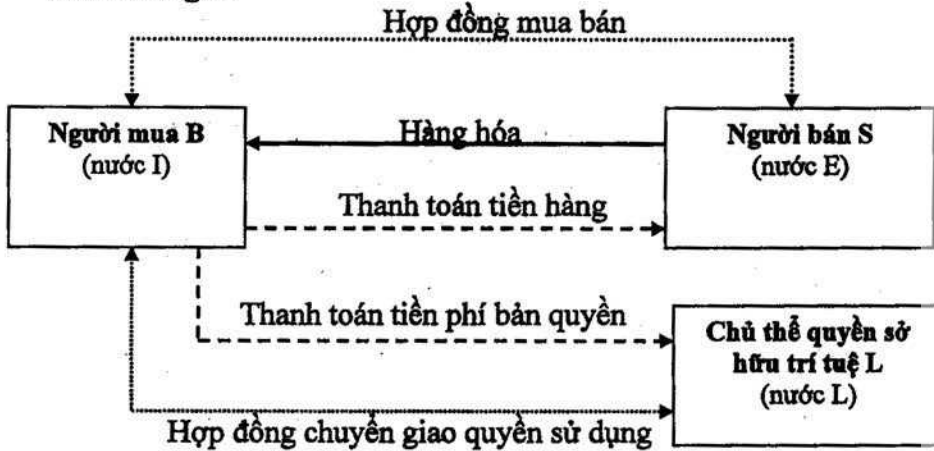 Hợp đồng mua bán
Người mua B
(nước I)
Hàng hóa
Người bán S
(nước E)
Thanh toán tiền hàng
Thanh toán tiền phí bản quyền
Chủ thể quyền sở
hữu trí tuệ L
(nước L)
Hợp đồng chuyển giao quyền sử dụng